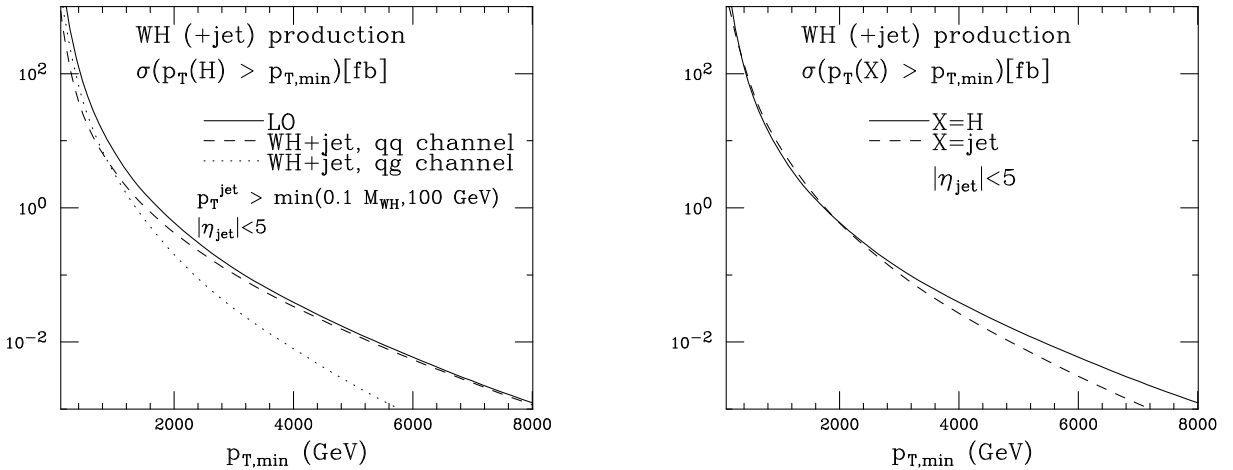 WH (+jet) production
σ(p_T(H) > p_T,min)[fb]
LO
WH+jet, qq channel
WH+jet, qg channel
p_T^jet > min(0.1 M_WH,100 GeV)
|η_jet|<5
10^2
10^0
10^-2
2000 4000 6000 8000
p_T,min (GeV)
WH (+jet) production
σ(p_T(X) > p_T,min)[fb]
X=H
X=jet
|η_jet|<5
10^2
10^0
10^-2
2000 4000 6000 8000
p_T,min (GeV)